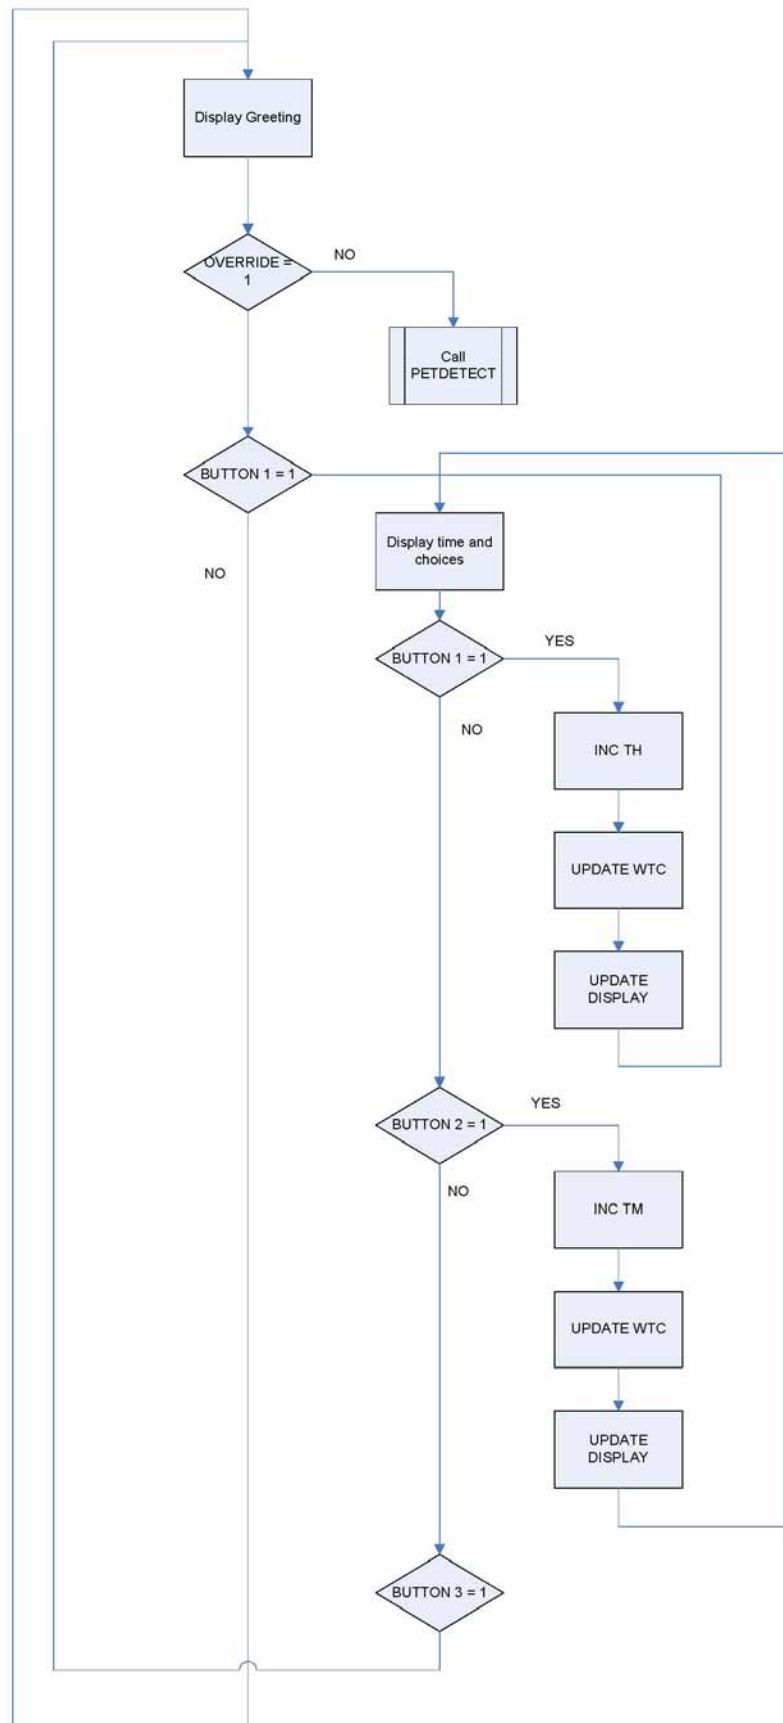 Display Greeting
OVERRIDE =
1
NO
Call
PETDETECT
BUTTON 1 = 1
NO
Display time and
choices
BUTTON 1 = 1
YES
NO
INC TH
UPDATE WTC
UPDATE
DISPLAY
BUTTON 2 = 1
YES
NO
INC TM
UPDATE WTC
UPDATE
DISPLAY
BUTTON 3 = 1